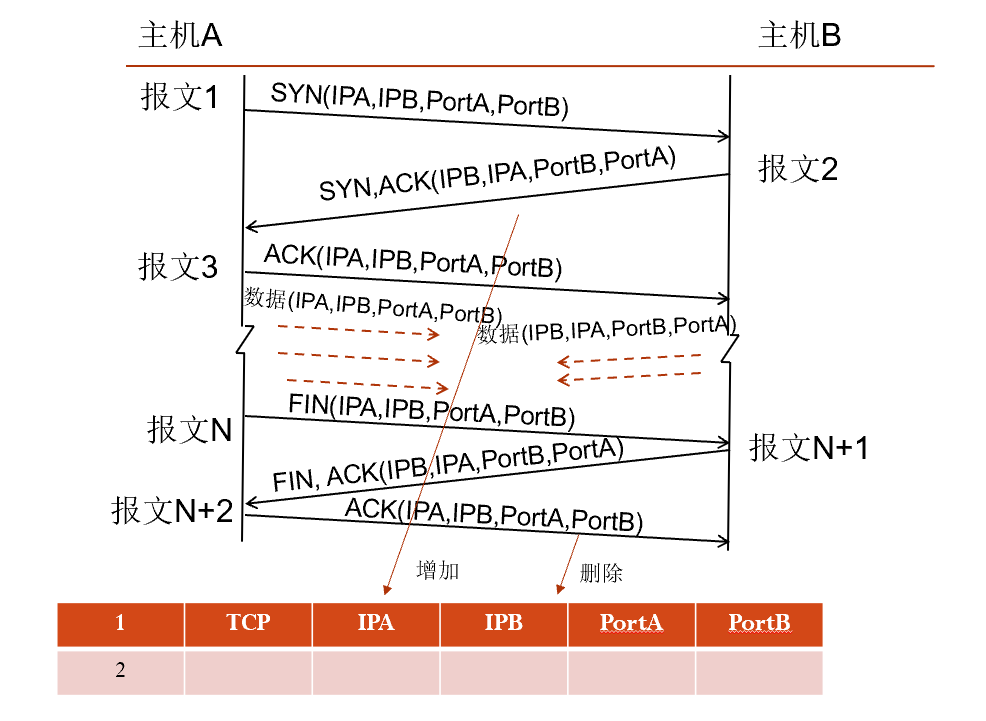 主机A
主机B
报文1
SYN(IPA,IPB,PortA,PortB)
SYN,ACK(IPB,IPA,PortB,PortA)
报文2
报文3
ACK(IPA,IPB,PortA,PortB)
数据(IPA,IPB,PortA,PortB)
数据(IPB,IPA,PortB,PortA)
报文N
FIN(IPA,IPB,PortA,PortB)
报文N+1
FIN, ACK(IPB,IPA,PortB,PortA)
报文N+2
ACK(IPA,IPB,PortA,PortB)
增加
删除
1 TCP IPA IPB PortA PortB
2